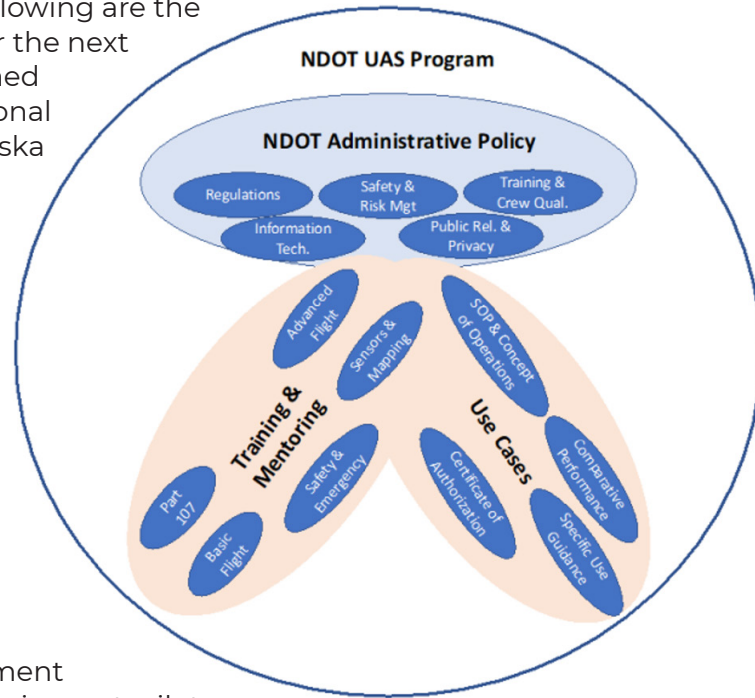 lowing are the
r the next
ned
onal
ska
NDOT UAS Program
NDOT Administrative Policy
Regulations
Safety &
Risk Mgt
Training &
Crew Qual.
Information
Tech.
Public Rel. &
Privacy
Advanced
Flight
Sensors &
Mapping
Training &
Mentoring
Safety &
Emergency
Part
107
Basic
Flight
SOP & Concept
of Operations
Use Cases
Comparative
Performance
Certificate of
Authorization
Specific Use
Guidance
ment